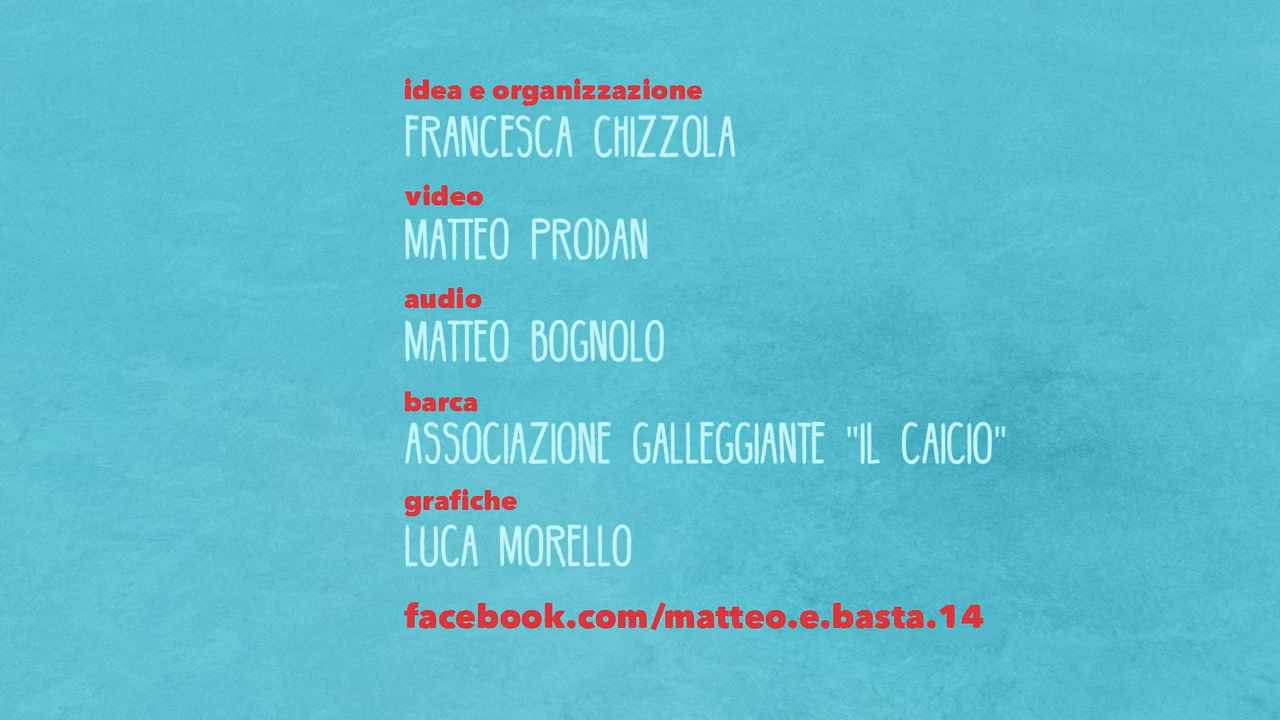 idea e organizzazione
FRANCESCA CHIZZOLA
video
MATTEO PRODAN
audio
MATTEO BOGNOLO
barca
ASSOCIAZIONE GALLEGGIANTE "IL CAICIO"
grafiche
LUCA MORELLO
facebook.com/matteo.e.basta.14